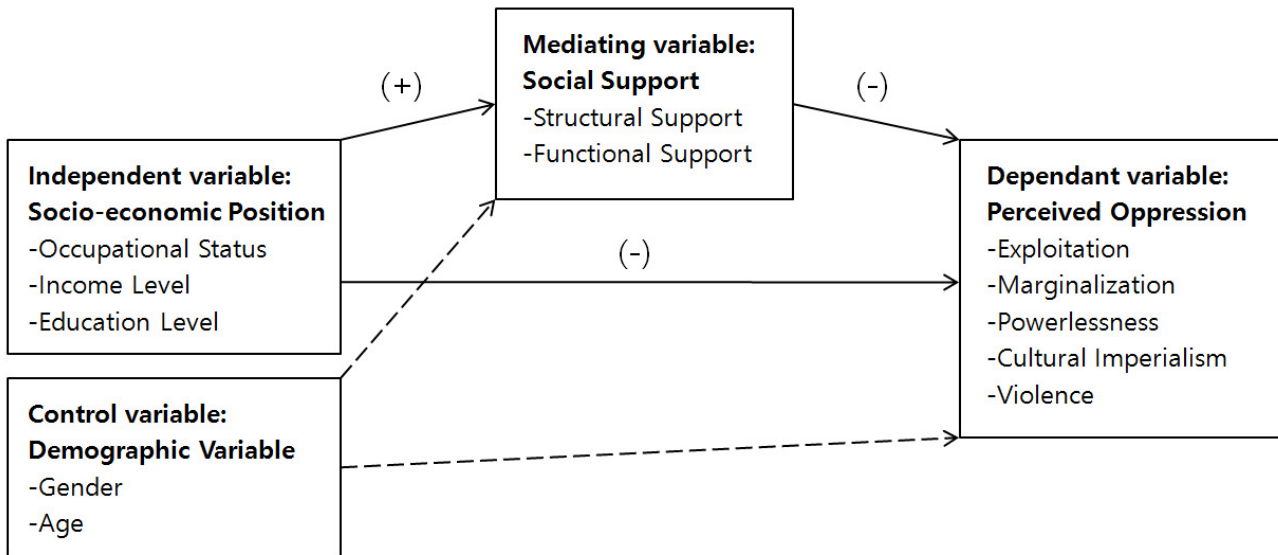 Mediating variable:
Social Support
-Structural Support
-Functional Support
(+)
(-)
Independent variable:
Socio-economic Position
-Occupational Status
-Income Level
-Education Level
(-)
Dependant variable:
Perceived Oppression
-Exploitation
-Marginalization
-Powerlessness
-Cultural Imperialism
-Violence
Control variable:
Demographic Variable
-Gender
-Age